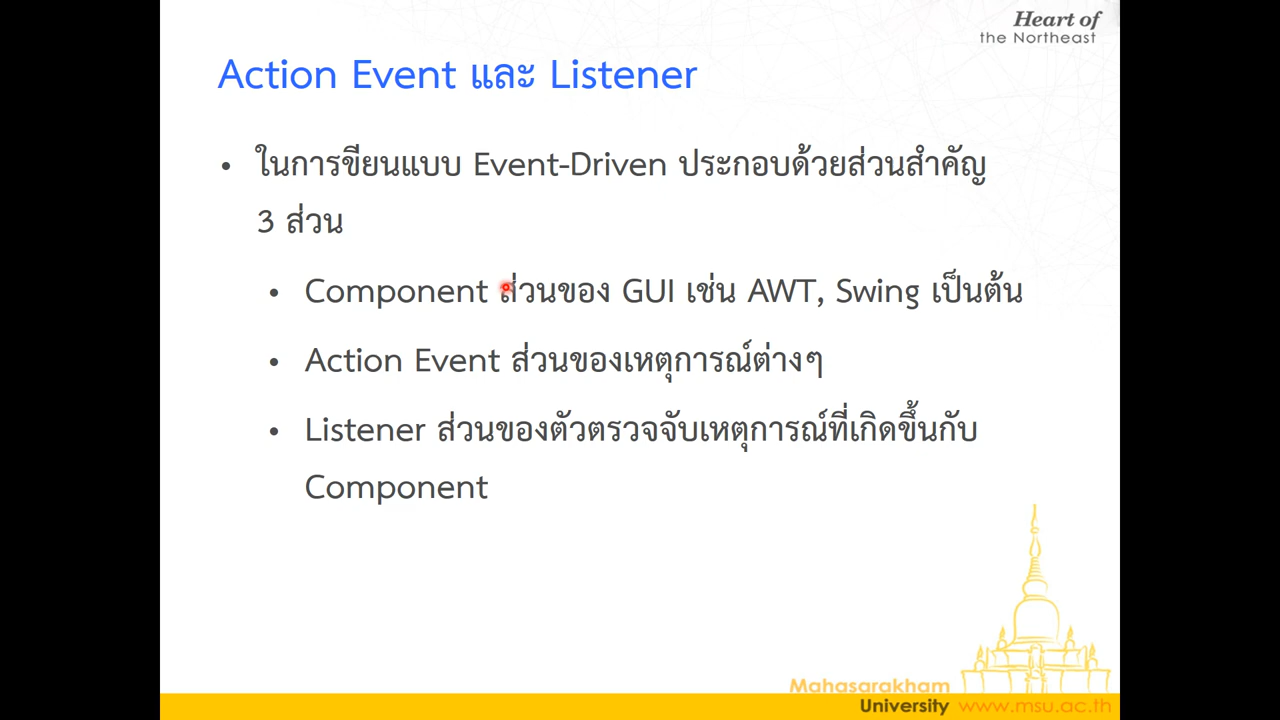 Heart of
the Northeast
Action Event และ Listener
• ในการขียนแบบ Event-Driven ประกอบด้วยส่วนสำคัญ
3 ส่วน
• Component ส่วนของ GUI เช่น AWT, Swing เป็นต้น
• Action Event ส่วนของเหตุการณ์ต่างๆ
• Listener ส่วนของตัวตรวจจับเหตุการณ์ที่เกิดขึ้นกับ
Component
Mahasarakham
University www.msu.ac.th